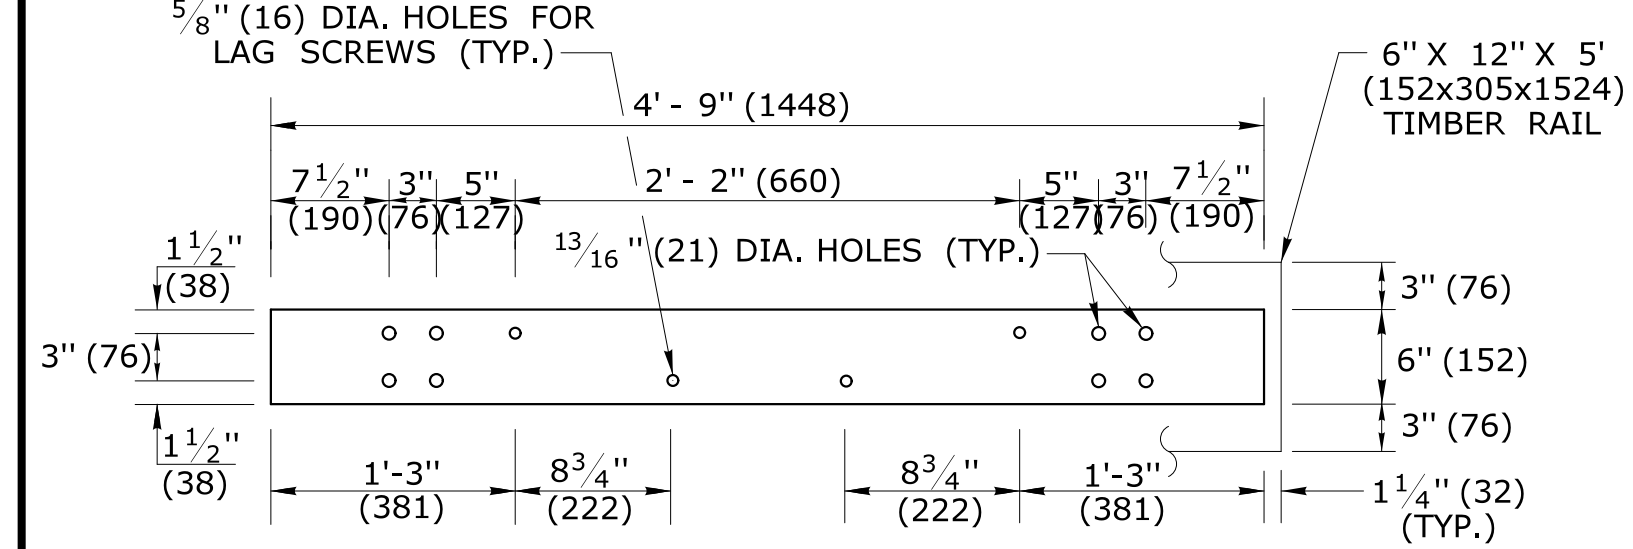 5/8" (16) DIA. HOLES FOR
LAG SCREWS (TYP.)
6" X 12" X 5'
(152x305x1524)
TIMBER RAIL
4' - 9" (1448)
7 1/2" 3" 5" 2' - 2" (660) 5" 3" 7 1/2"
(190) (76) (127) (127) (76) (190)
1 1/2"
(38)
13/16 " (21) DIA. HOLES (TYP.)
3" (76)
3" (76)
6" (152)
3" (76)
1 1/2"
(38)
1'-3" 8 3/4" 8 3/4" 1'-3"
(381) (222) (222) (381)
1 1/4" (32)
(TYP.)